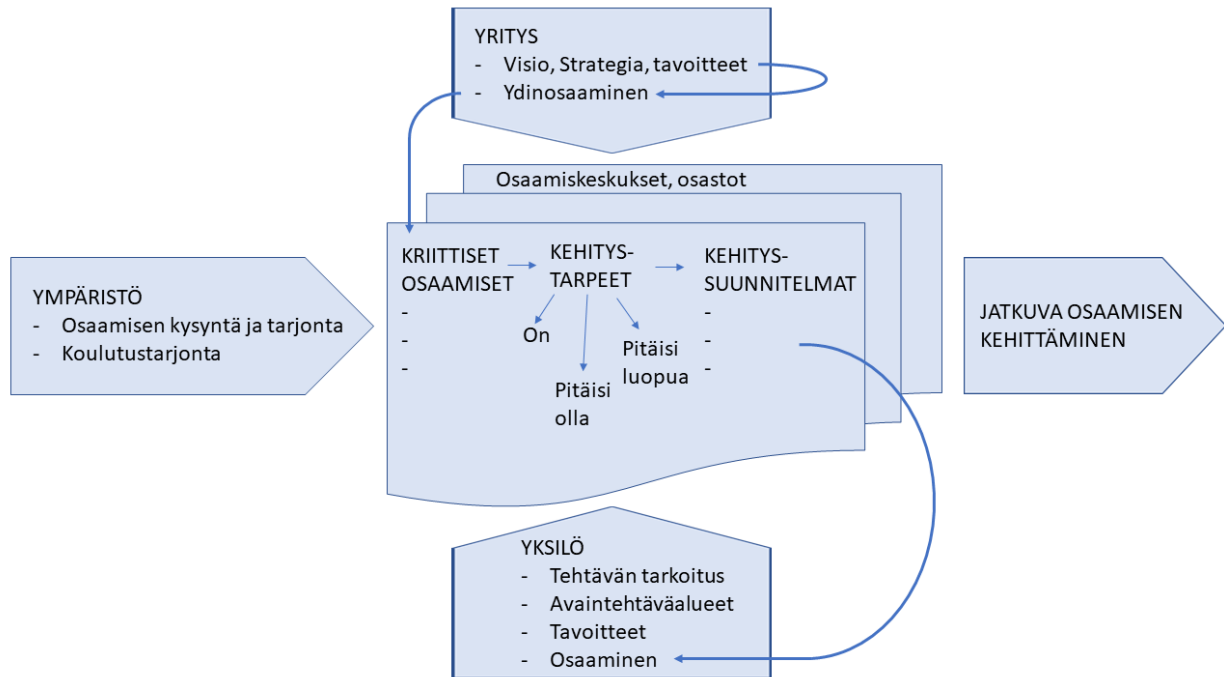 YRITYS
- Visio, Strategia, tavoitteet
- Ydinosaaminen
Osaamiskeskukset, osastot
KRIITTISET
OSAAMISET
-
-
-
KEHITYS-
TARPEET
On
Pitäisi
olla
Pitäisi
luopua
KEHITYS-
SUUNNITELMAT
-
-
-
YMPÄRISTÖ
- Osaamisen kysyntä ja tarjonta
- Koulutustarjonta
JATKUVA OSAAMISEN
KEHITTÄMINEN
YKSILÖ
- Tehtävän tarkoitus
- Avaintehtäväalueet
- Tavoitteet
- Osaaminen